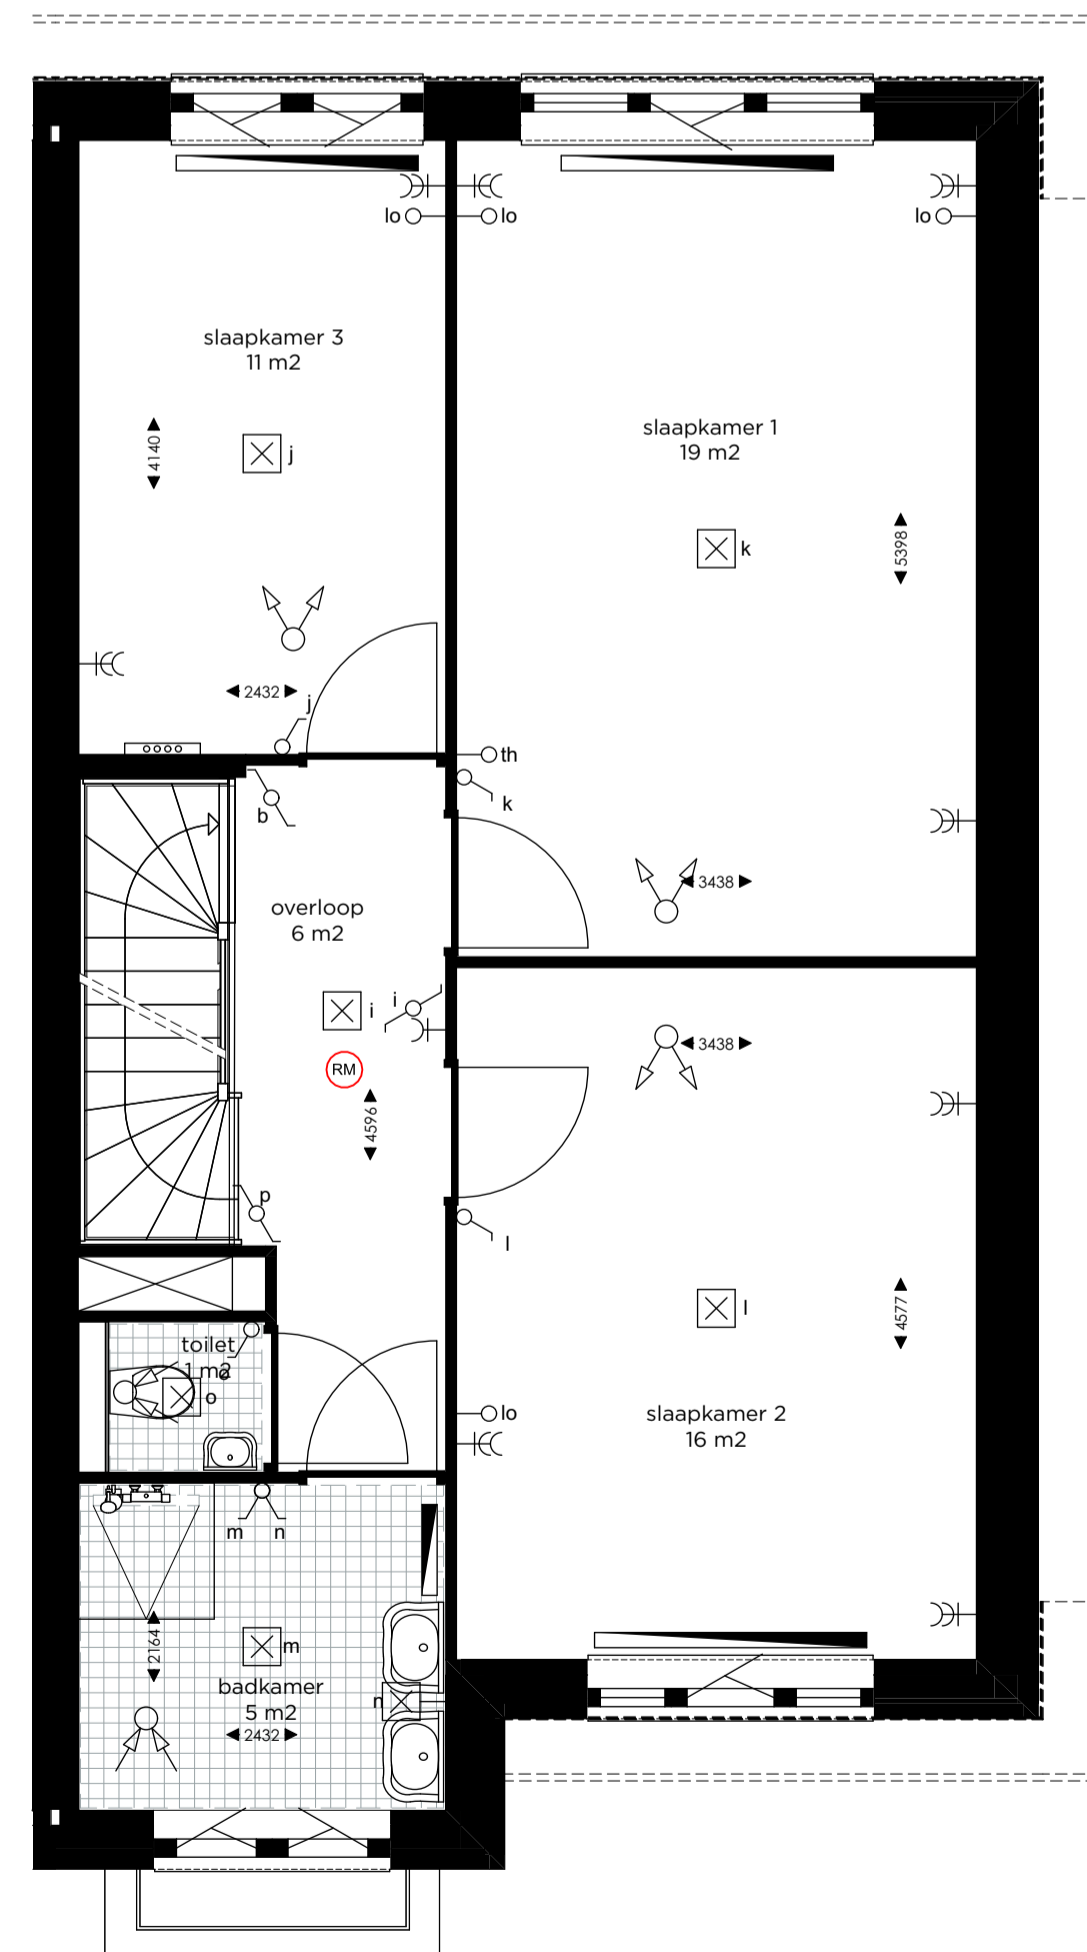 lo
lo
lo
slaapkamer 3
11 m2
slaapkamer 1
19 m2
4140
j
k
5398
2432
j
th
k
b
3438
overloop
6 m2
i
i
RM
3438
4596
p
l
l
4577
toilet
1 m2
o
o
lo
slaapkamer 2
16 m2
m
n
2164
m
badkamer
5 m2
n
2432